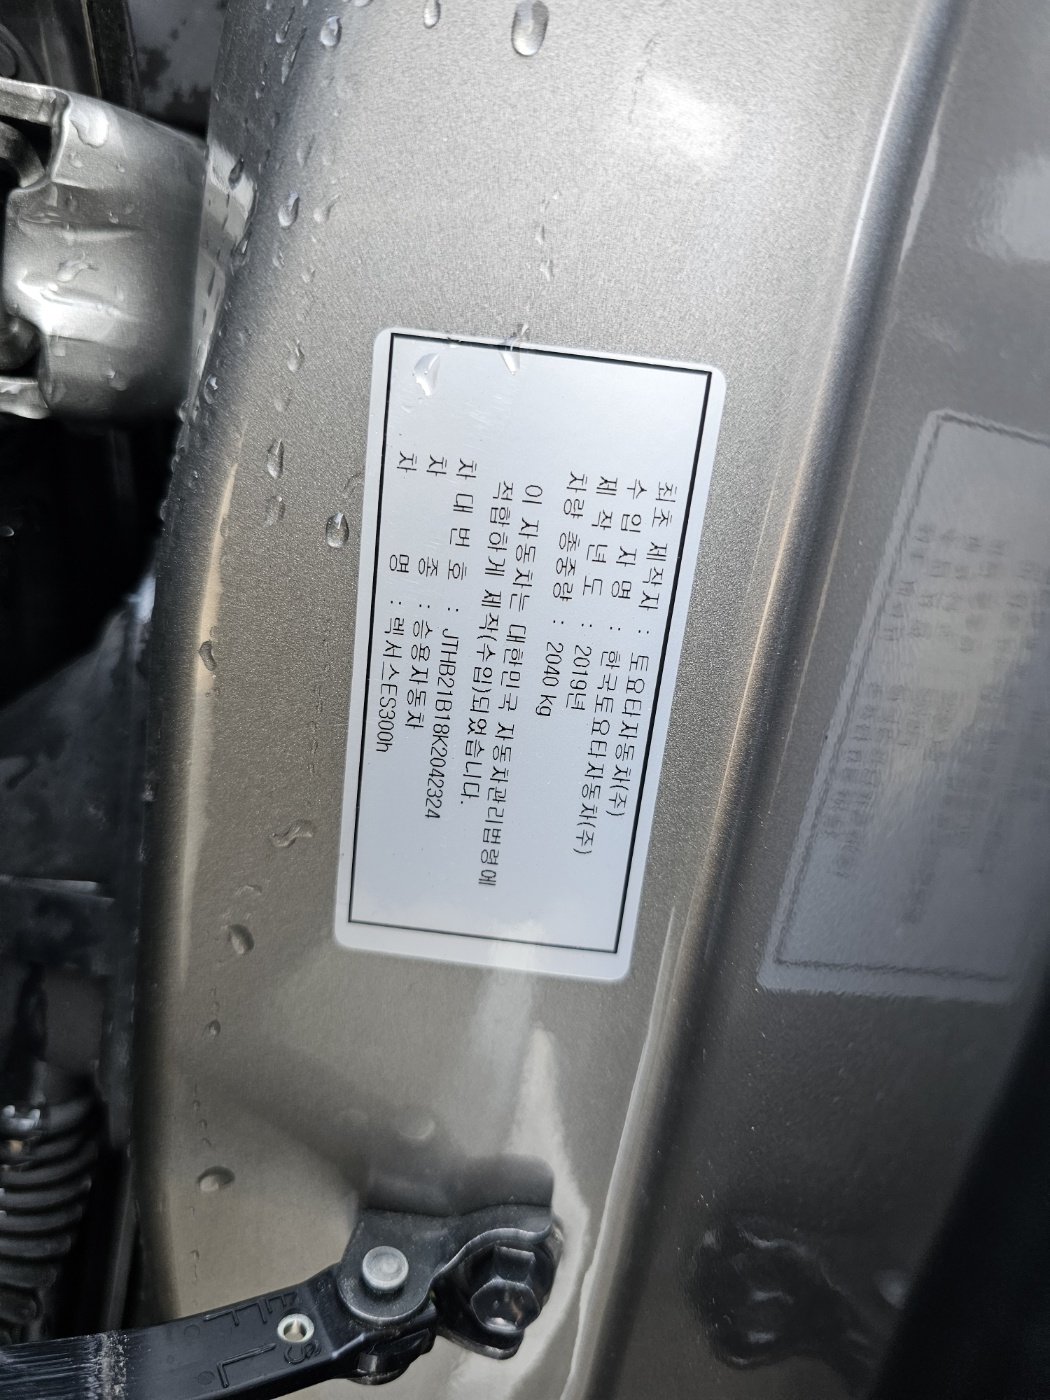 최초 제작자 : 토요타자동차(주)
수 입 자 명 : 한국토요타자동차(주)
제 작 년 도 : 2019년
차량 총중량 : 2040 kg
이 자동차는 대한민국 자동차관리법령에
적합하게 제작(수입)되었습니다.
차 대 번 호 : JTHB21B18K2042324
차 종 : 승용자동차
차 명 : 렉서스ES300h